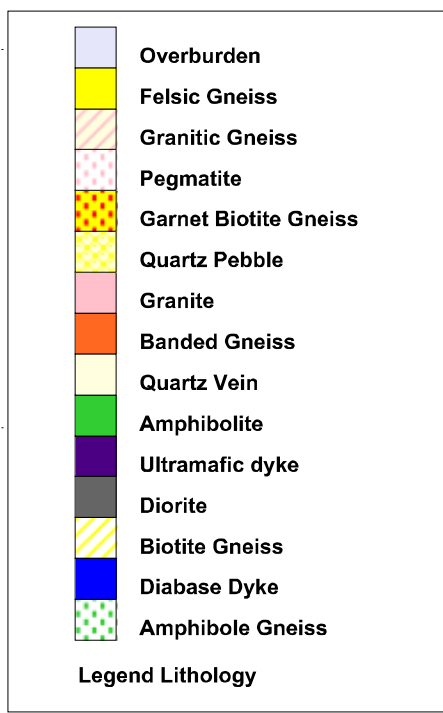 Overburden
Felsic Gneiss
Granitic Gneiss
Pegmatite
Garnet Biotite Gneiss
Quartz Pebble
Granite
Banded Gneiss
Quartz Vein
Amphibolite
Ultramafic dyke
Diorite
Biotite Gneiss
Diabase Dyke
Amphibole Gneiss
Legend Lithology